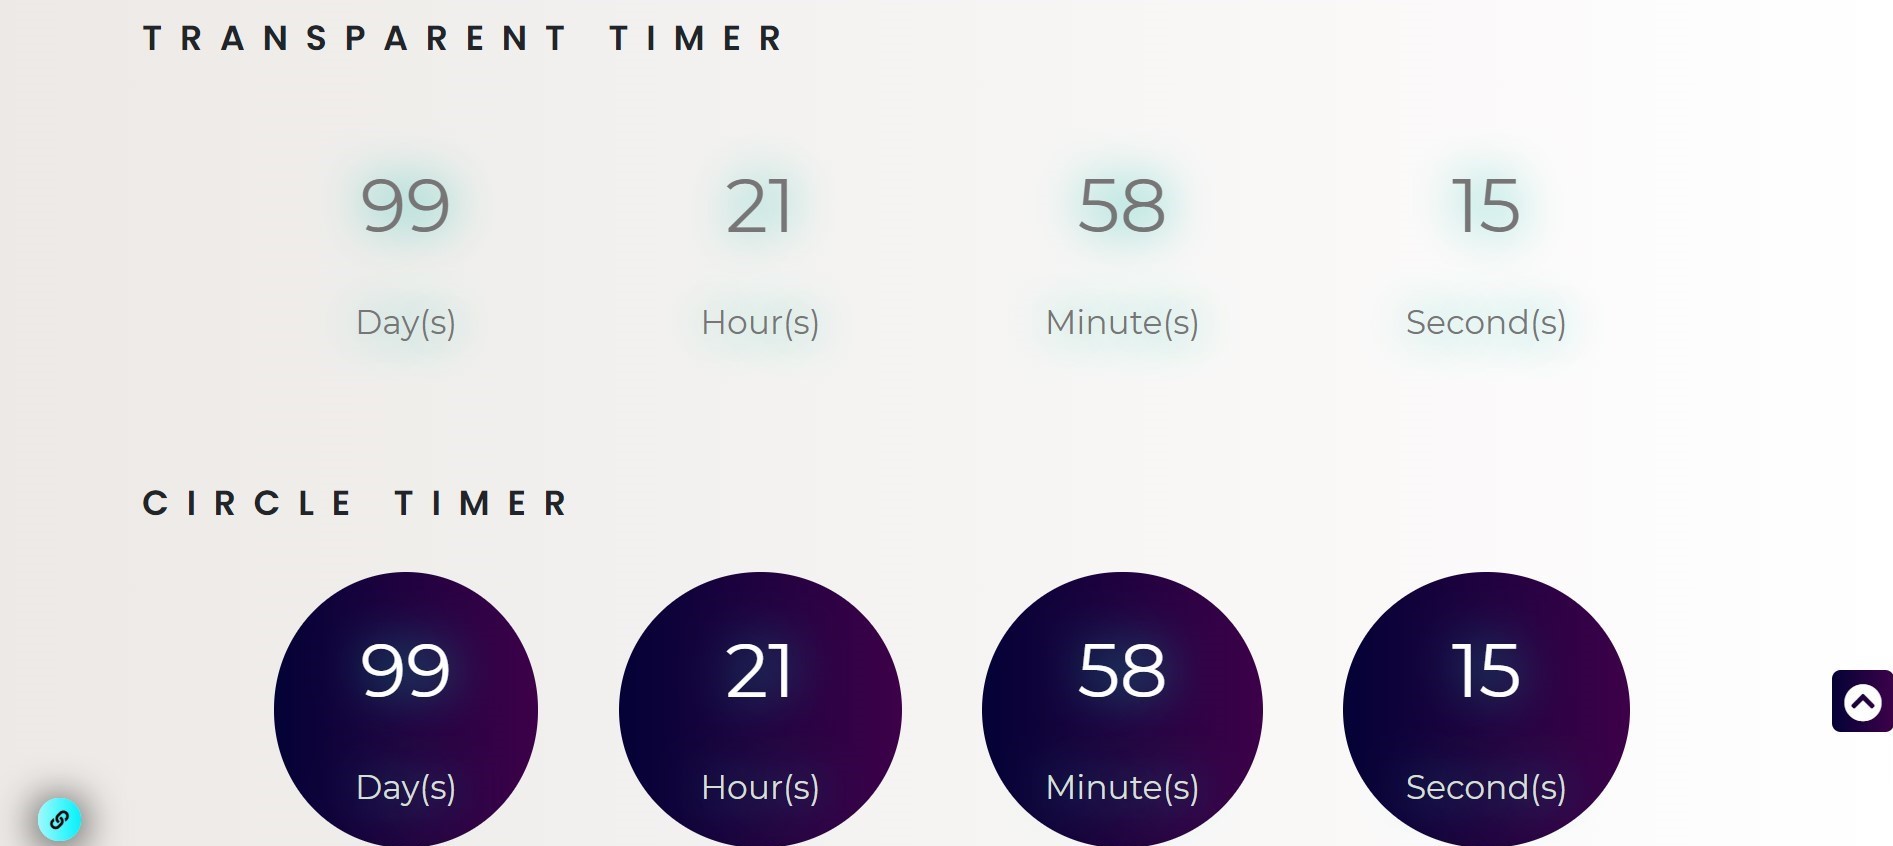 TRANSPARENT TIMER
99 21 58 15
Day(s) Hour(s) Minute(s) Second(s)
CIRCLE TIMER
99 21 58 15
Day(s) Hour(s) Minute(s) Second(s)